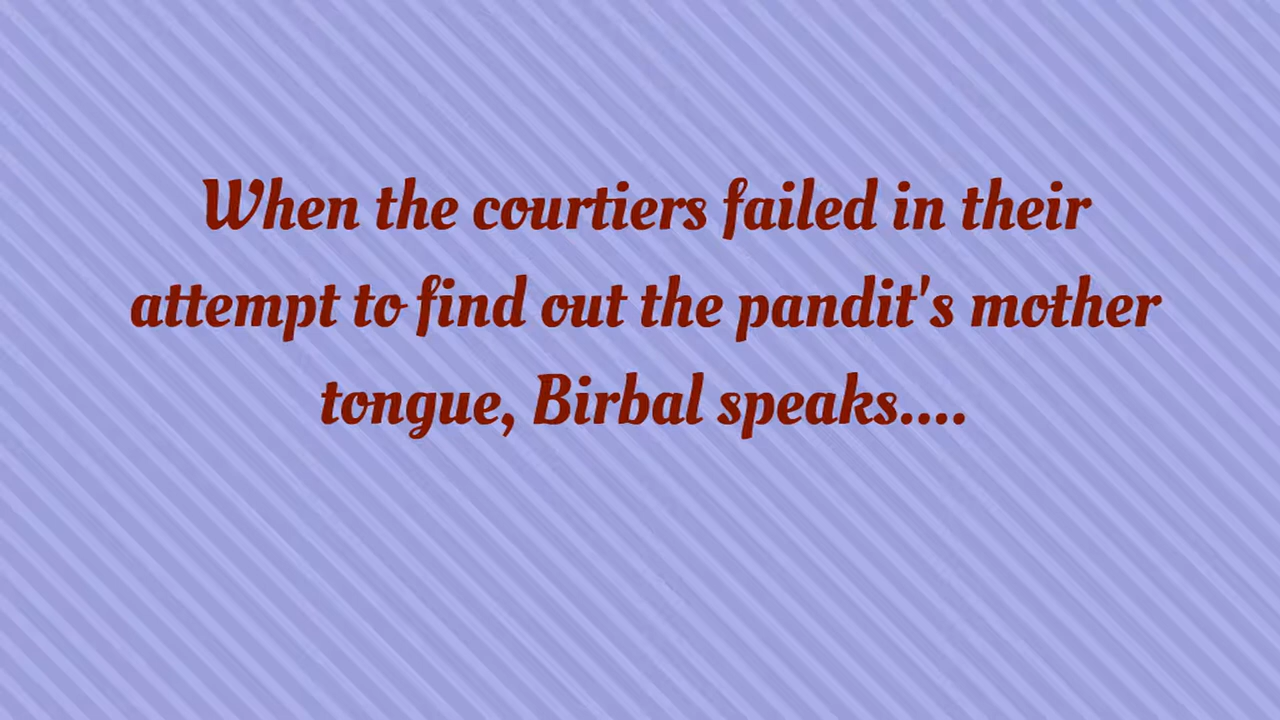 When the courtiers failed in their
attempt to find out the pandit's mother
tongue, Birbal speaks....